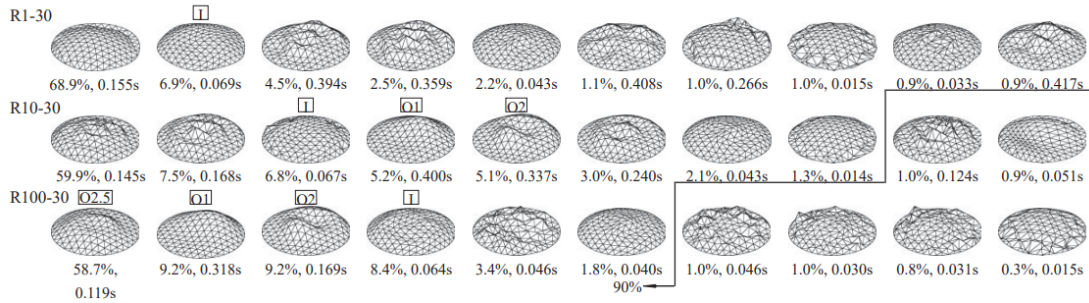 R1-30
I
68.9%, 0.155s 6.9%, 0.069s 4.5%, 0.394s 2.5%, 0.359s 2.2%, 0.043s 1.1%, 0.408s 1.0%, 0.266s 1.0%, 0.015s 0.9%, 0.033s 0.9%, 0.417s
R10-30
I O1 O2
59.9%, 0.145s 7.5%, 0.168s 6.8%, 0.067s 5.2%, 0.400s 5.1%, 0.337s 3.0%, 0.240s 2.1%, 0.043s 1.3%, 0.014s 1.0%, 0.124s 0.9%, 0.051s
R100-30 O2.5 O1 O2 I
58.7%, 9.2%, 0.318s 9.2%, 0.169s 8.4%, 0.064s 3.4%, 0.046s 1.8%, 0.040s 1.0%, 0.046s 1.0%, 0.030s 0.8%, 0.031s 0.3%, 0.015s
0.119s 90%